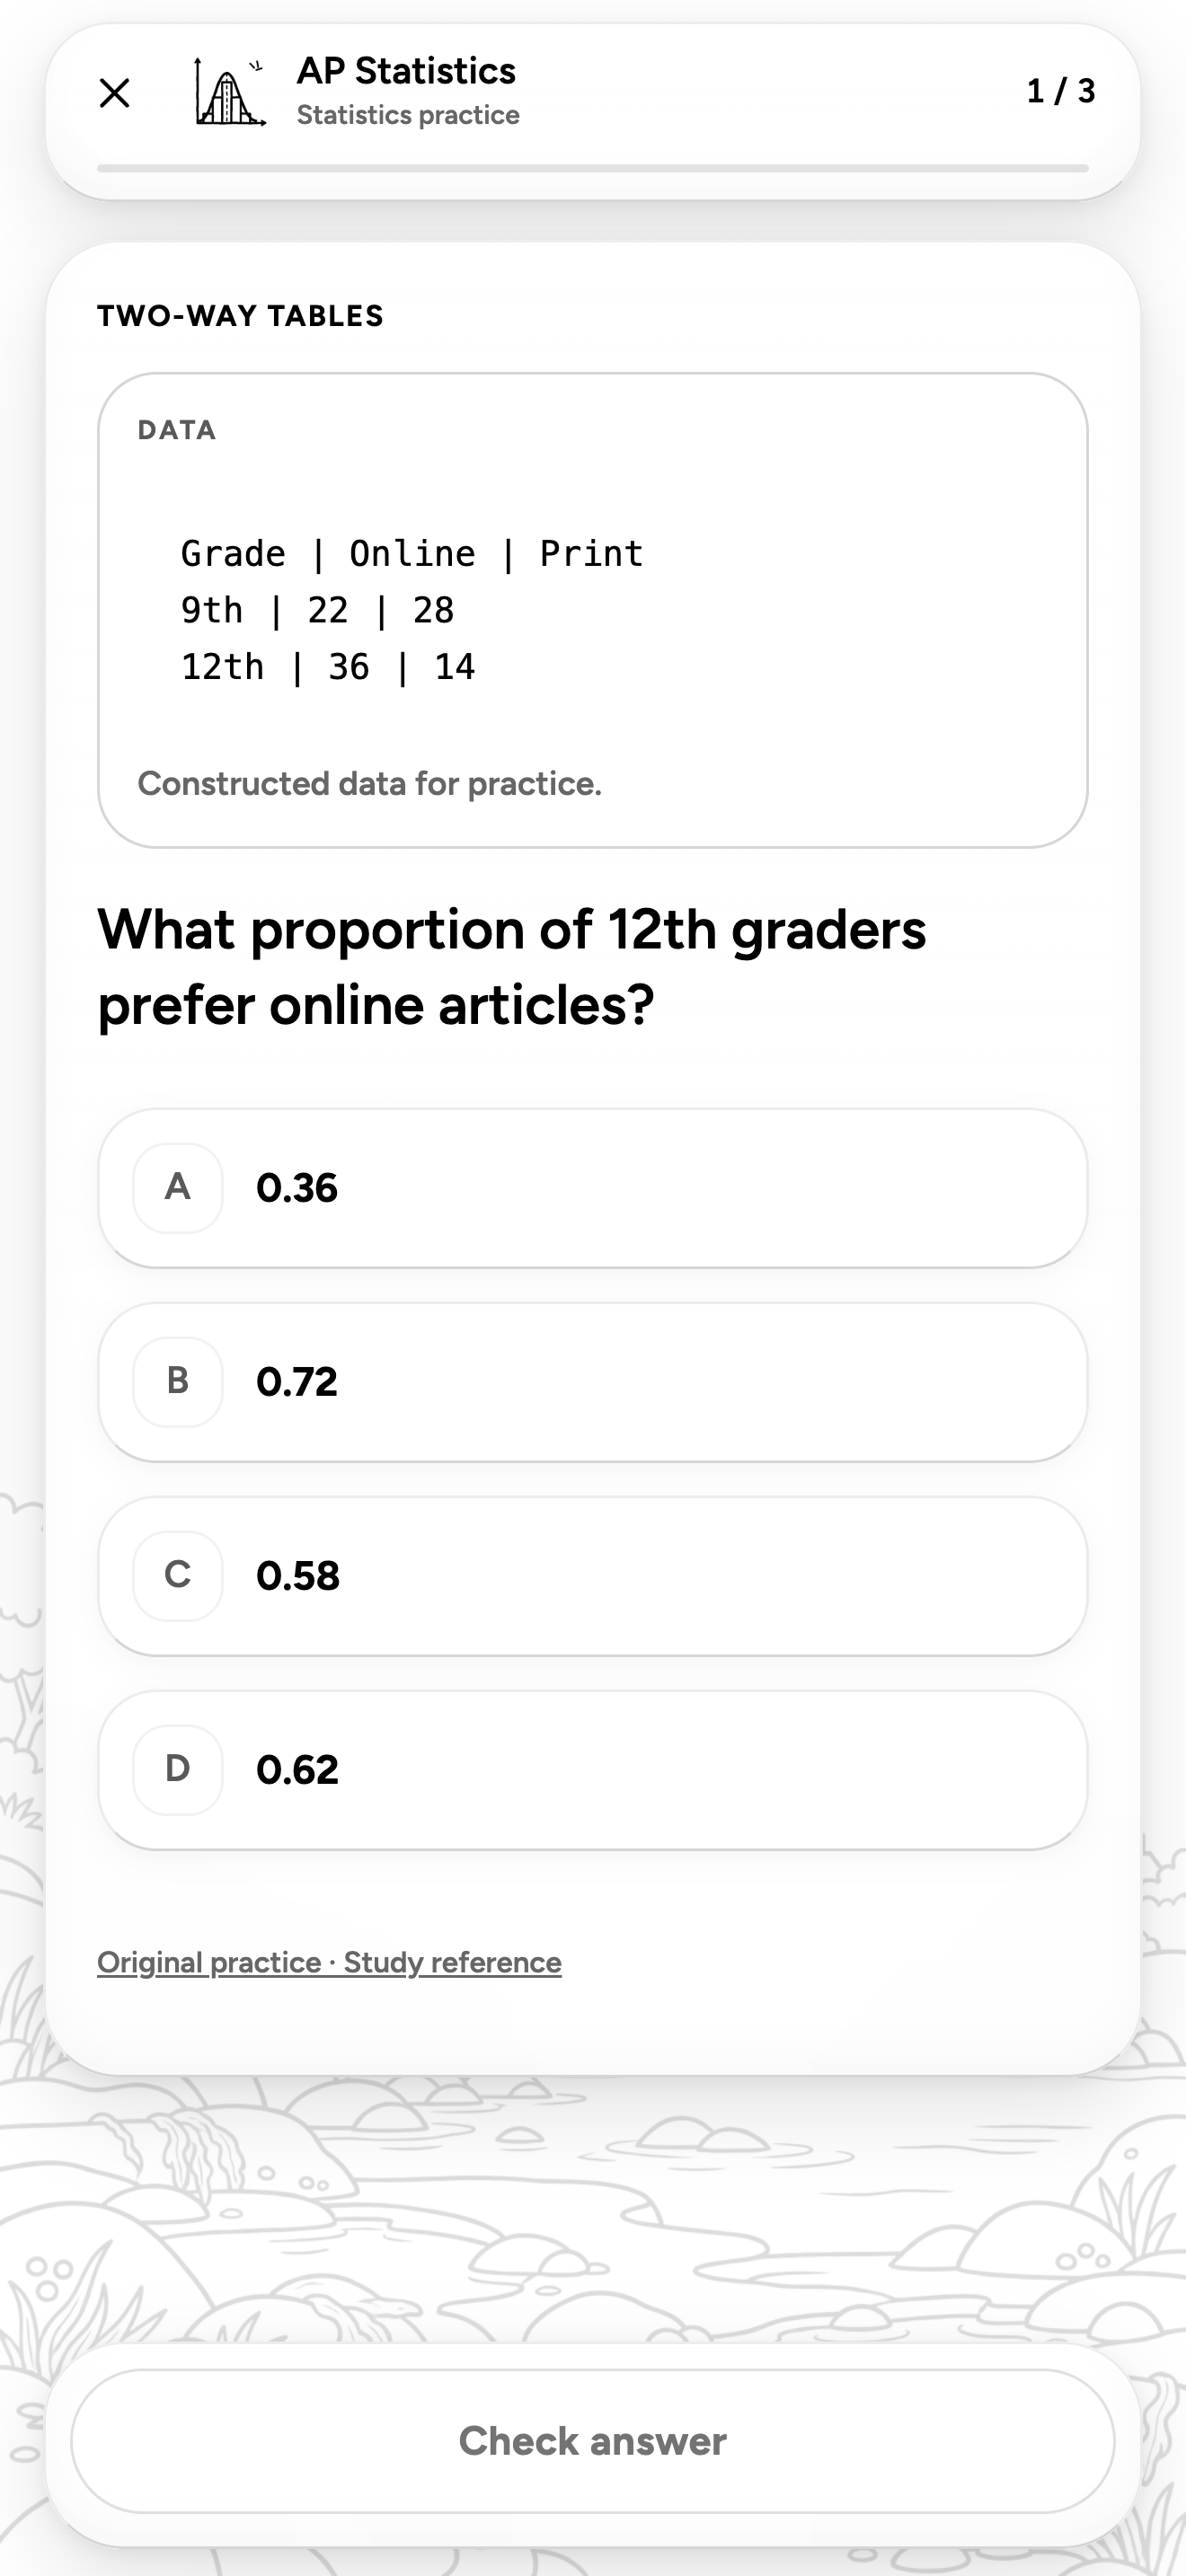 AP Statistics
Statistics practice
1 / 3
TWO-WAY TABLES
DATA
Grade | Online | Print
9th | 22 | 28
12th | 36 | 14
Constructed data for practice.
What proportion of 12th graders
prefer online articles?
A 0.36
B 0.72
C 0.58
D 0.62
Original practice · Study reference
Check answer